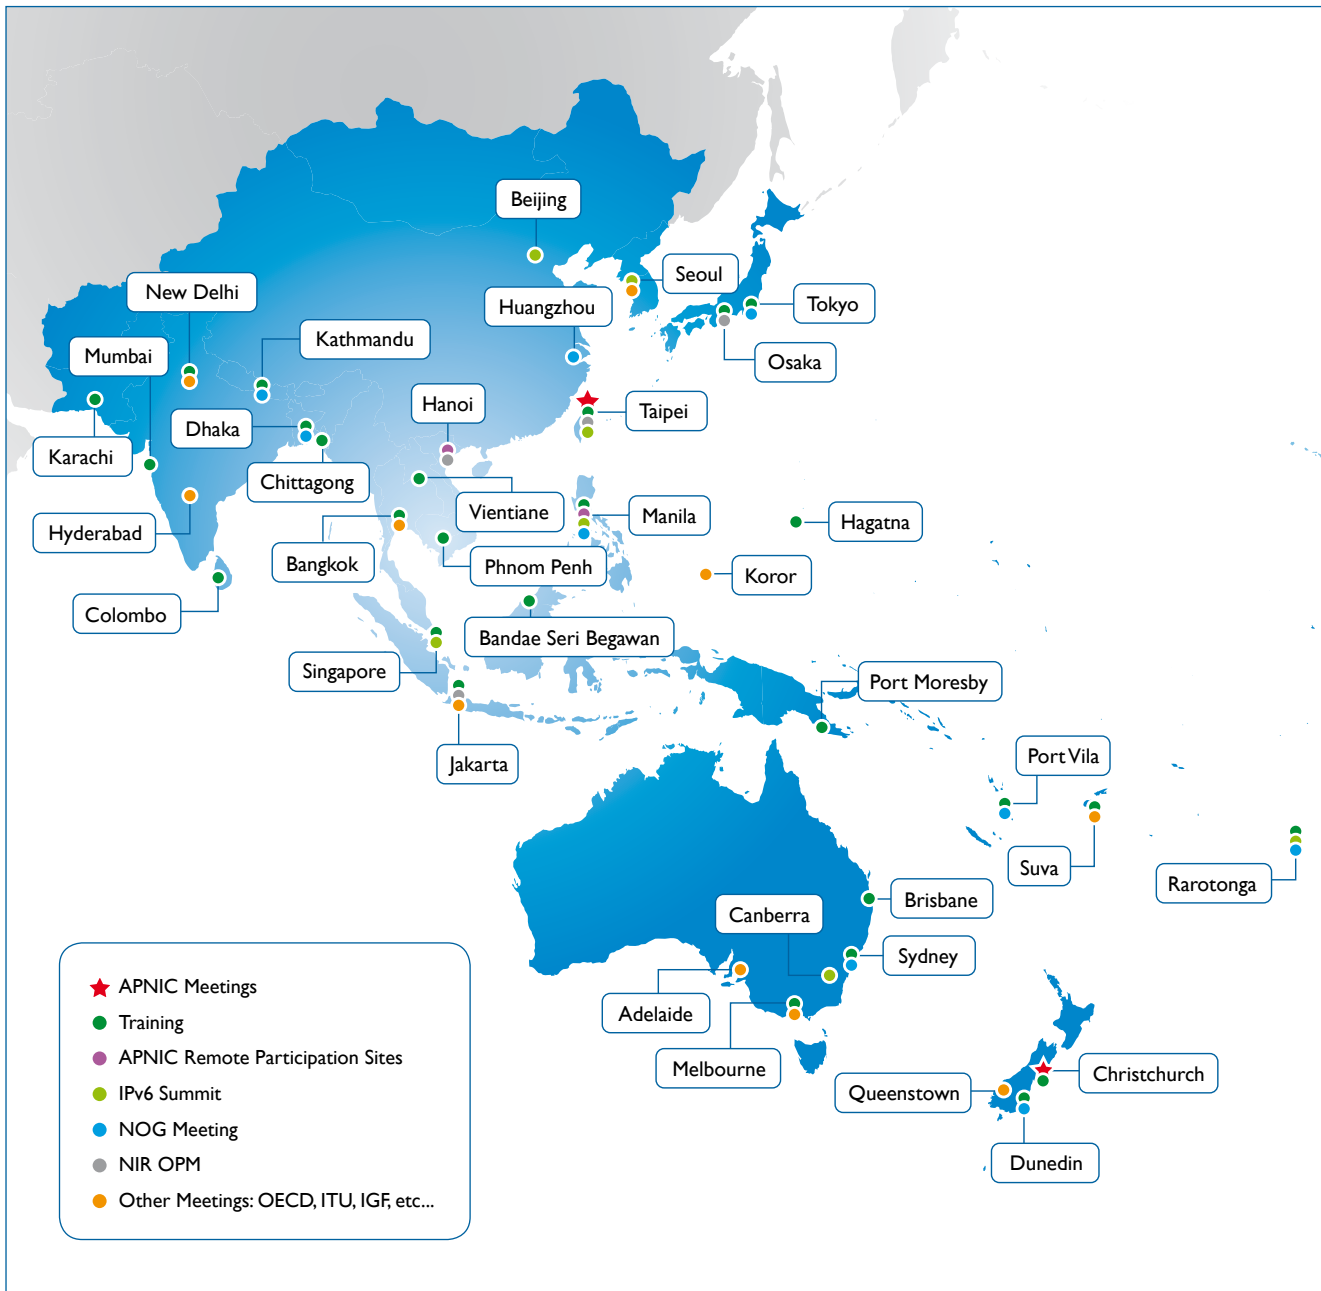 Beijing
Seoul
New Delhi
Huangzhou
Tokyo
Kathmandu
Mumbai
Osaka
Hanoi
Taipei
Dhaka
Karachi
Chittagong
Vientiane
Manila
Hagatna
Hyderabad
Bangkok
Phnom Penh
Koror
Colombo
Bandae Seri Begawan
Singapore
Port Moresby
Jakarta
Port Vila
Suva
Rarotonga
Brisbane
Canberra
Sydney
Adelaide
Melbourne
Christchurch
Queenstown
Dunedin
APNIC Meetings
Training
APNIC Remote Participation Sites
IPv6 Summit
NOG Meeting
NIR OPM
Other Meetings: OECD, ITU, IGF, etc...